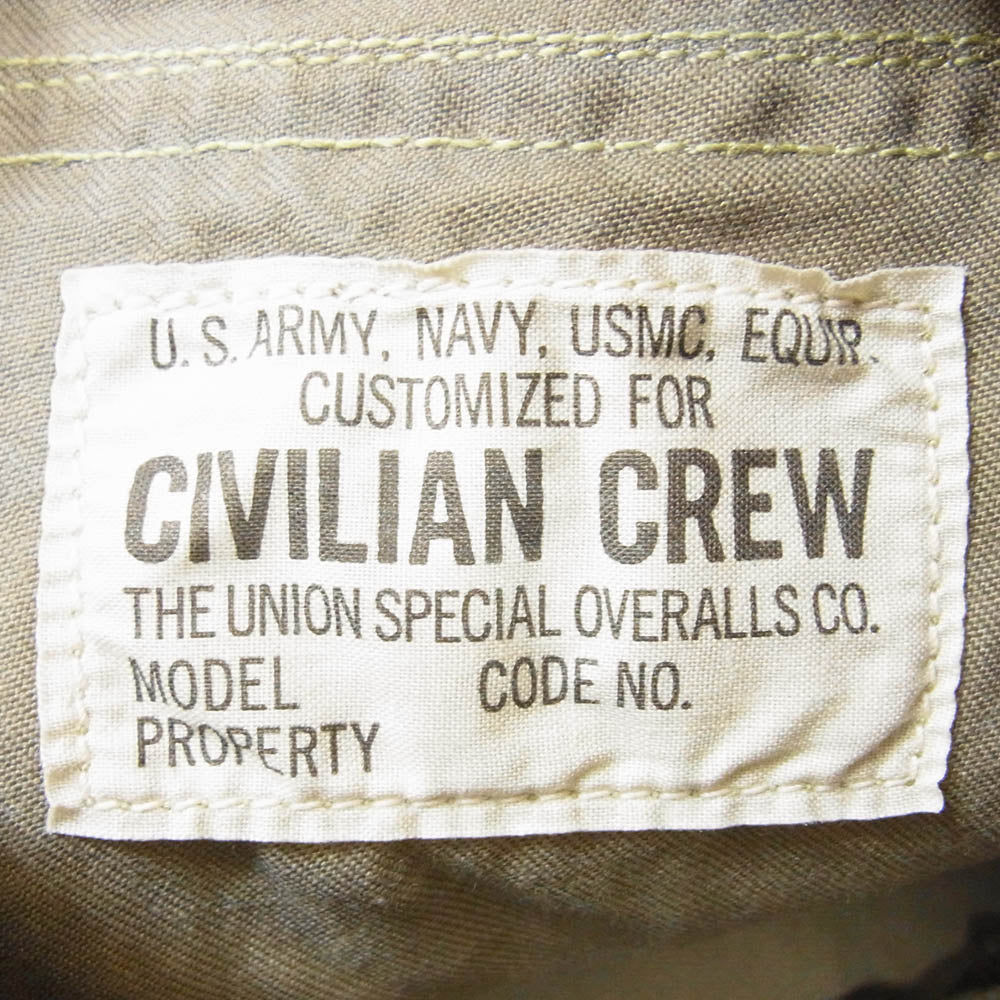 U.S. ARMY, NAVY, USMC, EQUIP.
CUSTOMIZED FOR
CIVILIAN CREW
THE UNION SPECIAL OVERALLS CO.
MODEL CODE NO.
PROPERTY